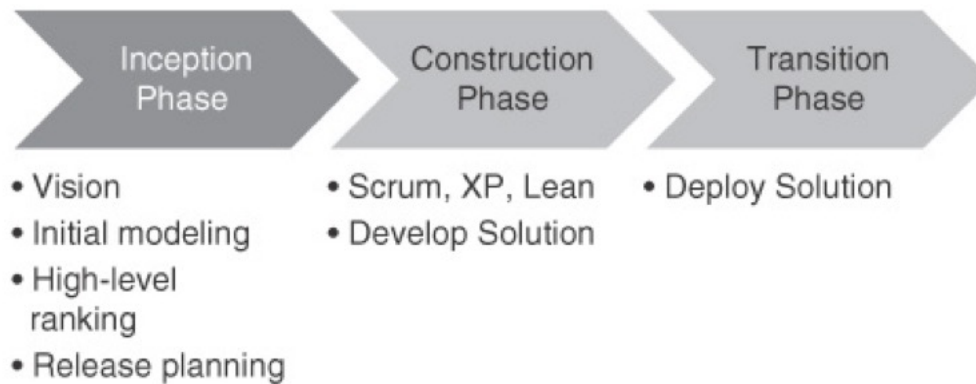 Inception
Phase
Construction
Phase
Transition
Phase
• Vision
• Initial modeling
• High-level
ranking
• Release planning
• Scrum, XP, Lean
• Develop Solution
• Deploy Solution